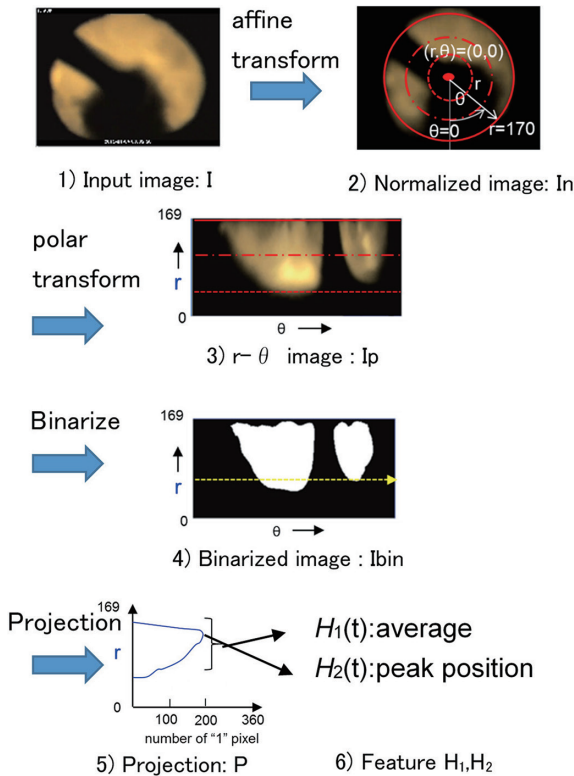 affine
transform
(r,θ)=(0,0)
r
θ
θ=0
r=170
1) Input image: I
2) Normalized image: In
polar
transform
169
r
0
θ
3) r-θ image : Ip
Binarize
169
r
0
θ
4) Binarized image : Ibin
Projection
169
r
0
100
200
360
number of "1" pixel
H1(t):average
H2(t):peak position
5) Projection: P
6) Feature H1,H2